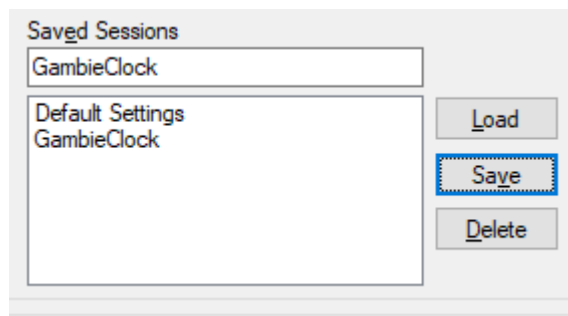 Saved Sessions
GambieClock
Default Settings
GambieClock
Load
Save
Delete